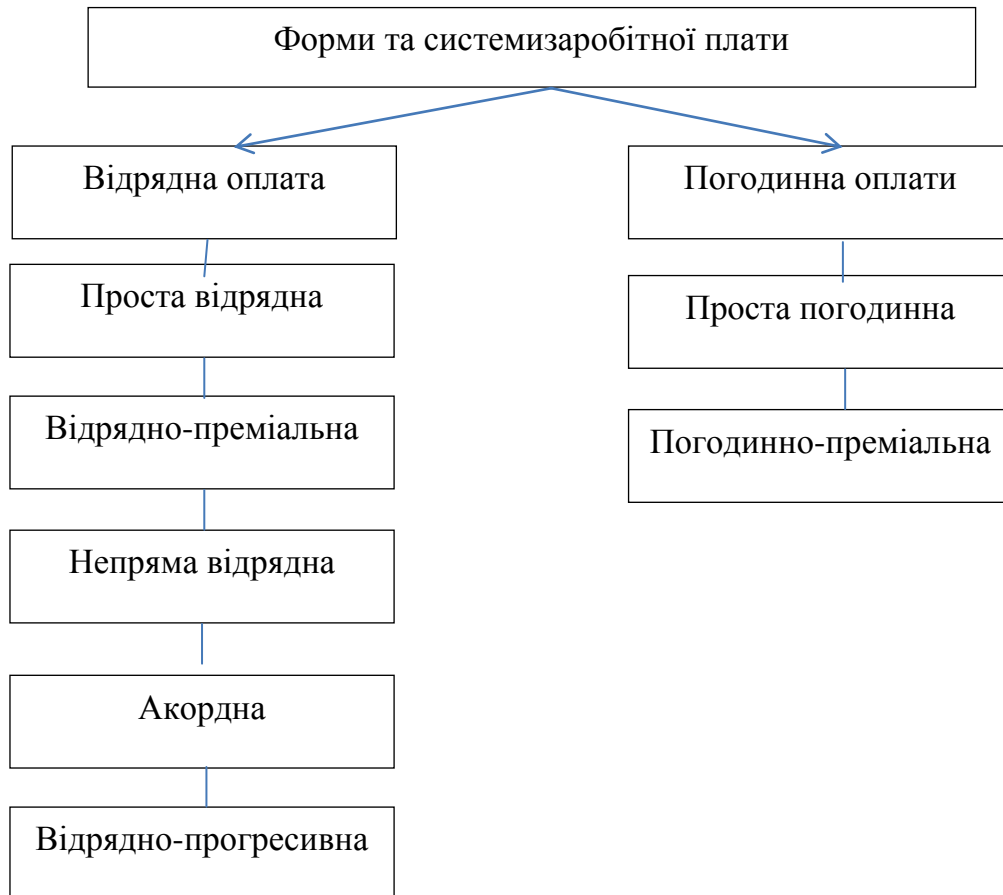 Форми та системизаробітної плати
Відрядна оплата
Погодинна оплати
Проста відрядна
Проста погодинна
Відрядно-преміальна
Погодинно-преміальна
Непряма відрядна
Акордна
Відрядно-прогресивна